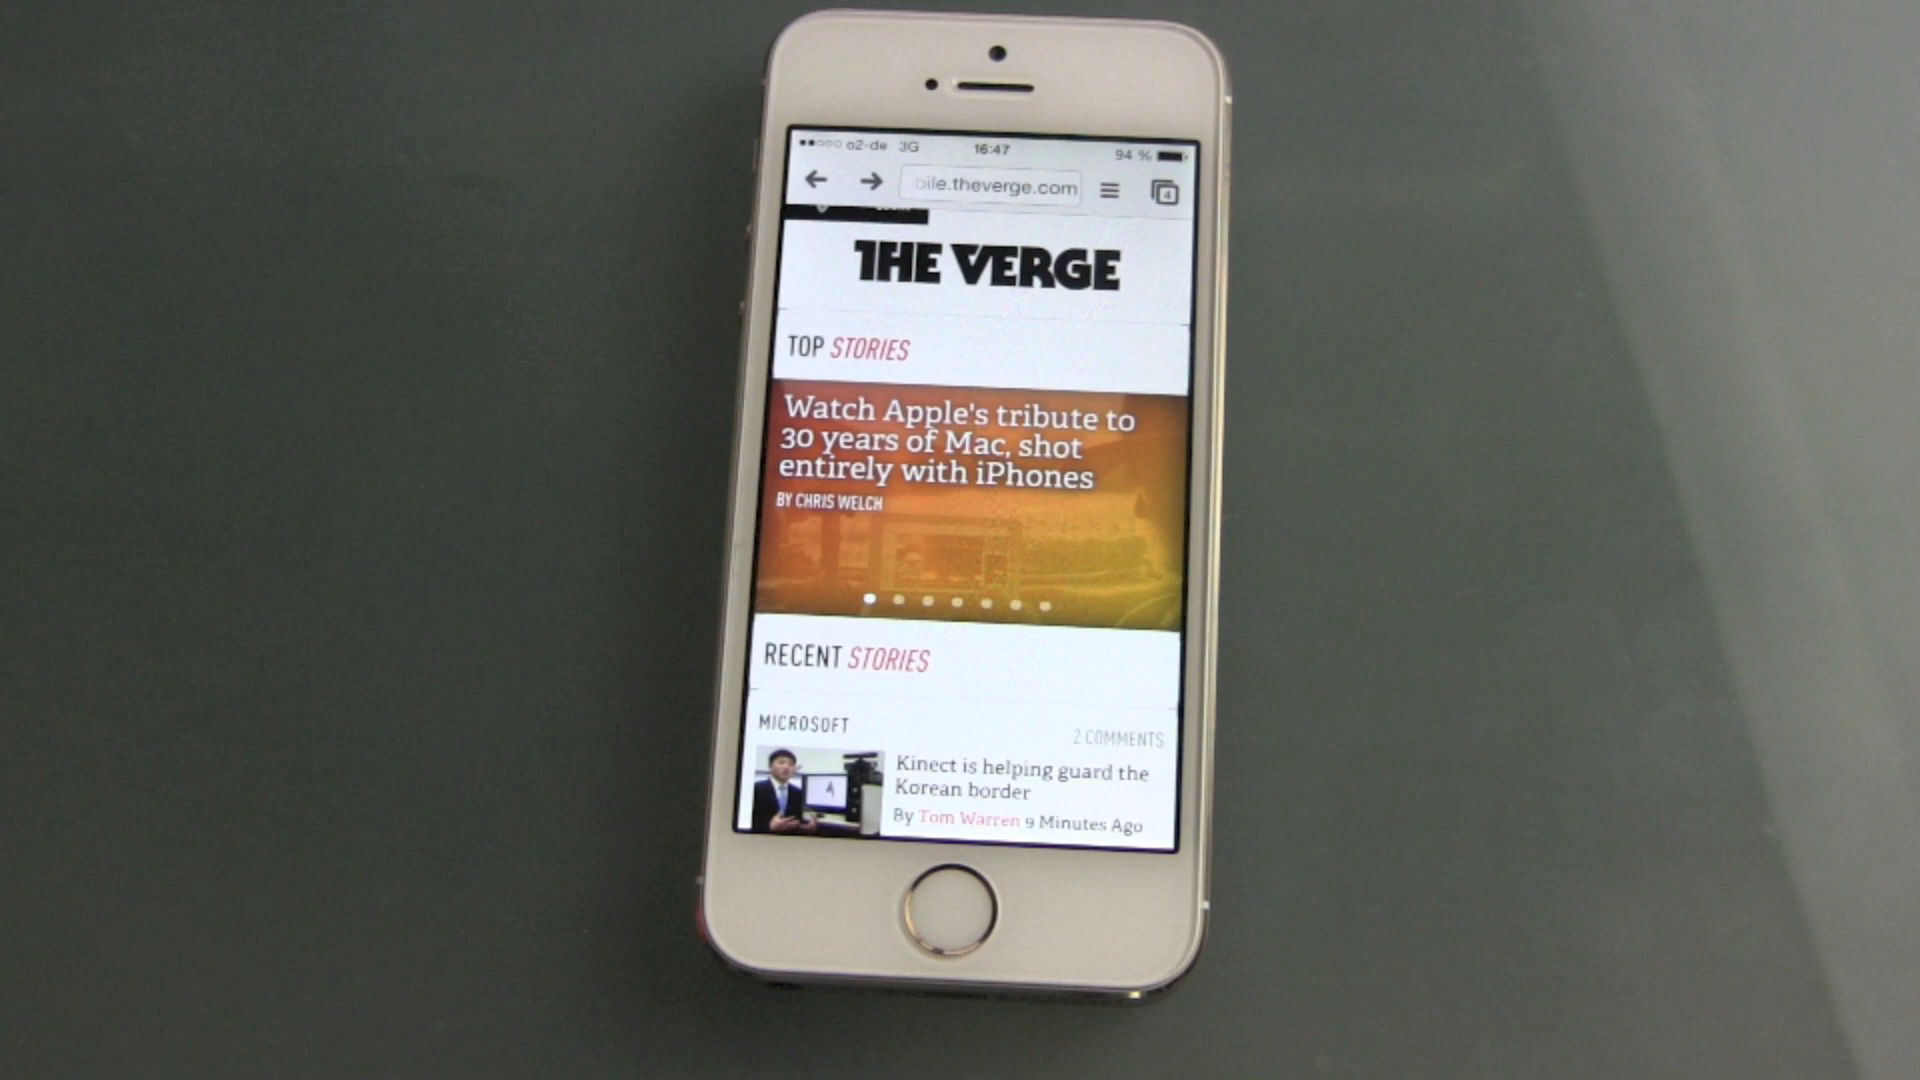 o2-de 3G 16:47 94 %
bile.theverge.com 4
THE VERGE
TOP STORIES
Watch Apple's tribute to
30 years of Mac, shot
entirely with iPhones
BY CHRIS WELCH
RECENT STORIES
MICROSOFT
2 COMMENTS
Kinect is helping guard the
Korean border
By Tom Warren 9 Minutes Ago